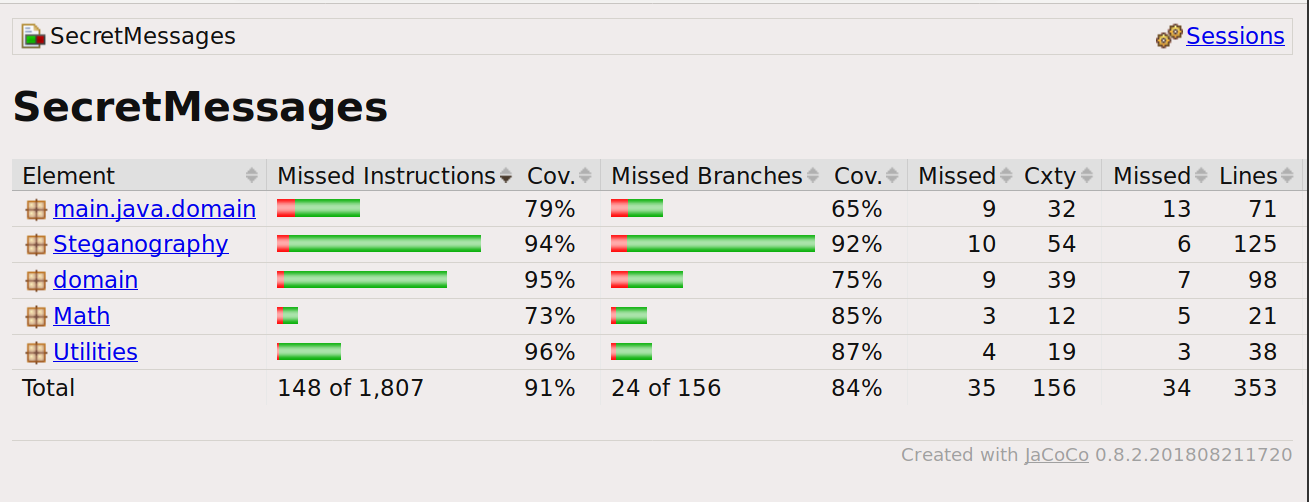 SecretMessages Sessions
SecretMessages
Element Missed Instructions Cov. Missed Branches Cov. Missed Cxty Missed Lines
main.java.domain 79% 65% 9 32 13 71
Steganography 94% 92% 10 54 6 125
domain 95% 75% 9 39 7 98
Math 73% 85% 3 12 5 21
Utilities 96% 87% 4 19 3 38
Total 148 of 1,807 91% 24 of 156 84% 35 156 34 353
Created with JaCoCo 0.8.2.201808211720